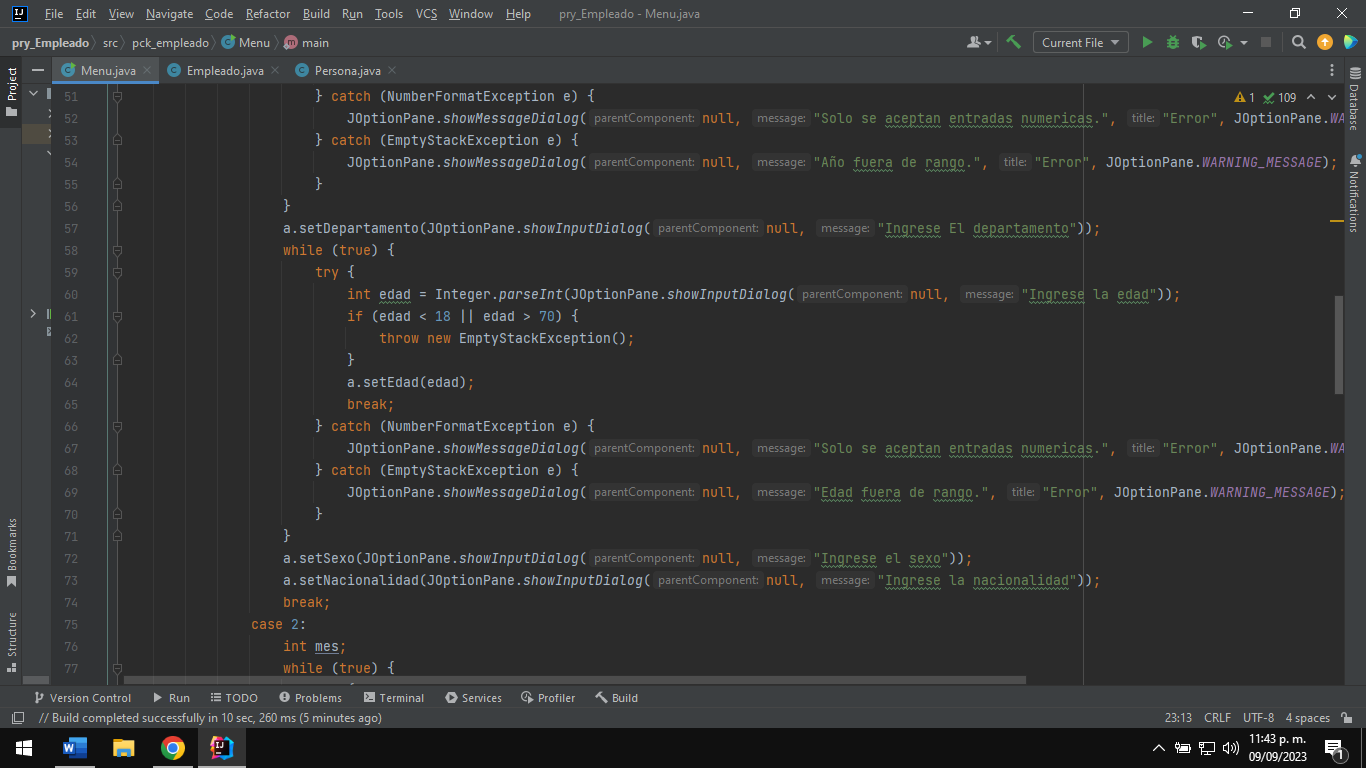 File Edit View Navigate Code Refactor Build Run Tools VCS Window Help pry_Empleado - Menu.java
pry_Empleado src pck_empleado Menu main Current File
Project
Menu.java Empleado.java Persona.java
1 109
51 } catch (NumberFormatException e) {
52 JOptionPane.showMessageDialog( parentComponent: null, message: "Solo se aceptan entradas numericas.", title: "Error", JOptionPane.WA
53 } catch (EmptyStackException e) {
54 JOptionPane.showMessageDialog( parentComponent: null, message: "Año fuera de rango.", title: "Error", JOptionPane.WARNING_MESSAGE);
55 }
56 }
57 a.setDepartamento(JOptionPane.showInputDialog( parentComponent: null, message: "Ingrese El departamento"));
58 while (true) {
59 try {
60 int edad = Integer.parseInt(JOptionPane.showInputDialog( parentComponent: null, message: "Ingrese la edad"));
61 if (edad < 18 || edad > 70) {
62 throw new EmptyStackException();
63 }
64 a.setEdad(edad);
65 break;
66 } catch (NumberFormatException e) {
67 JOptionPane.showMessageDialog( parentComponent: null, message: "Solo se aceptan entradas numericas.", title: "Error", JOptionPane.WA
68 } catch (EmptyStackException e) {
69 JOptionPane.showMessageDialog( parentComponent: null, message: "Edad fuera de rango.", title: "Error", JOptionPane.WARNING_MESSAGE);
70 }
71 }
72 a.setSexo(JOptionPane.showInputDialog( parentComponent: null, message: "Ingrese el sexo"));
73 a.setNacionalidad(JOptionPane.showInputDialog( parentComponent: null, message: "Ingrese la nacionalidad"));
74 break;
75 case 2:
76 int mes;
77 while (true) {
Database
Notifications
Bookmarks
Structure
Version Control Run TODO Problems Terminal Services Profiler Build
// Build completed successfully in 10 sec, 260 ms (5 minutes ago) 23:13 CRLF UTF-8 4 spaces
11:43 p. m.
09/09/2023
1